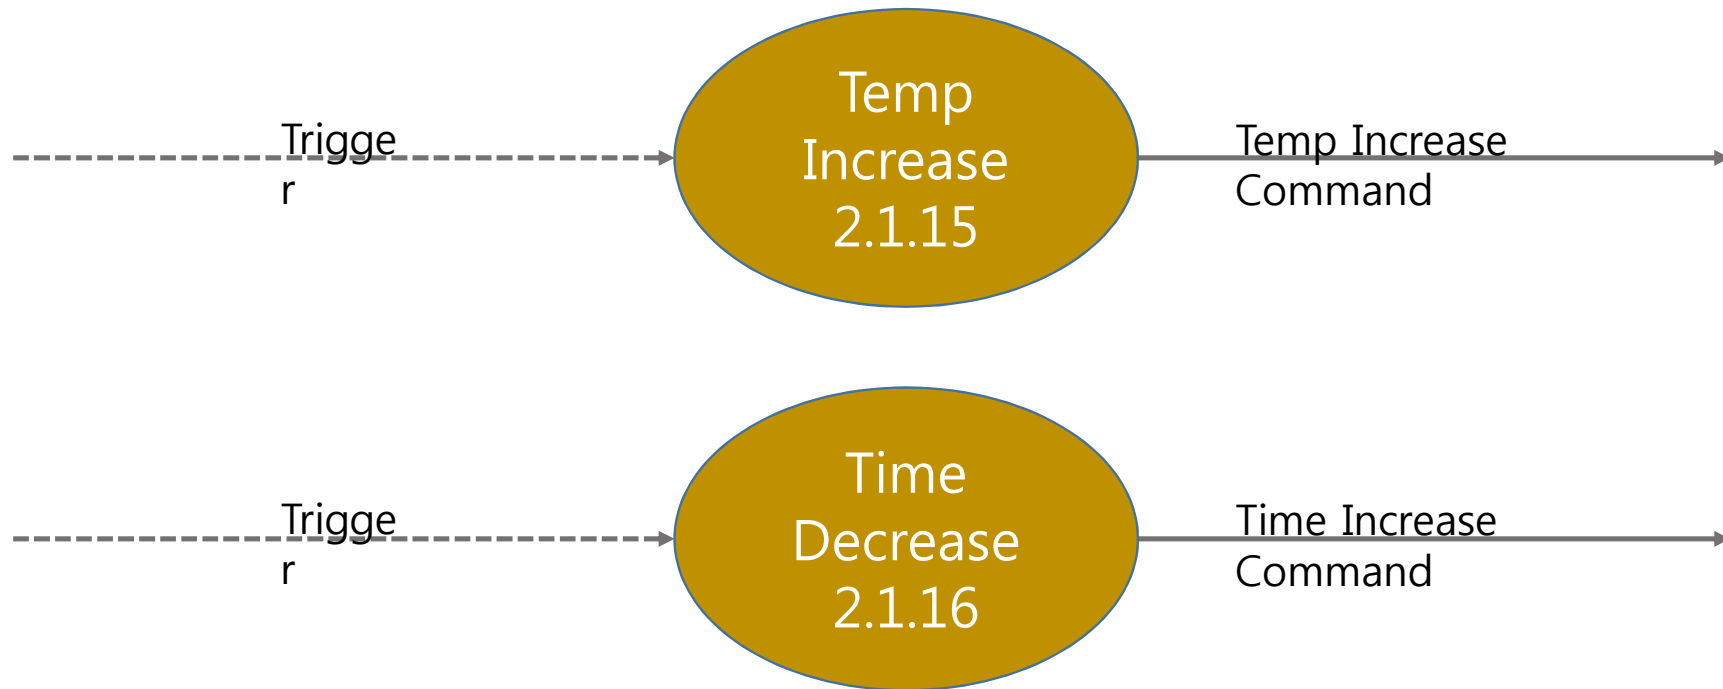 Trigge
r
Temp
Increase
2.1.15
Temp Increase
Command
Trigge
r
Time
Decrease
2.1.16
Time Increase
Command